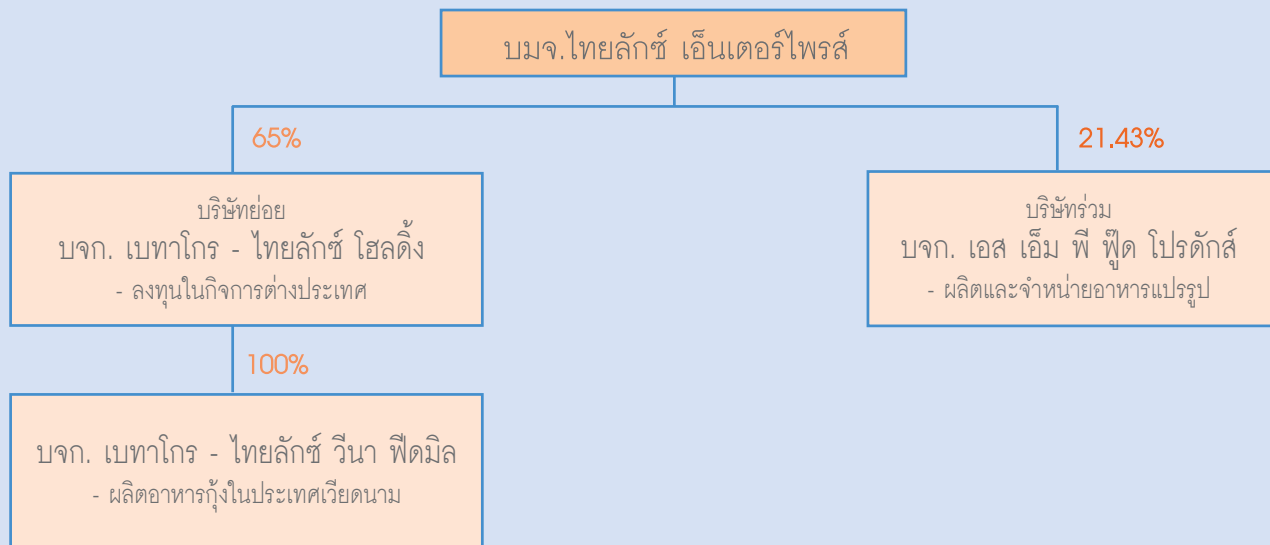 บมจ.ไทยลักซ์ เอ็นเตอร์ไพรส์
65%
21.43%
บริษัทย่อย
บจก. เบทาโกร - ไทยลักซ์ โฮลดิ้ง
- ลงทุนในกิจการต่างประเทศ
บริษัทร่วม
บจก. เอส เอ็ม พี ฟู๊ด โปรดักส์
- ผลิตและจำหน่ายอาหารแปรรูป
100%
บจก. เบทาโกร - ไทยลักซ์ วีนา ฟีดมิล
- ผลิตอาหารกุ้งในประเทศเวียดนาม